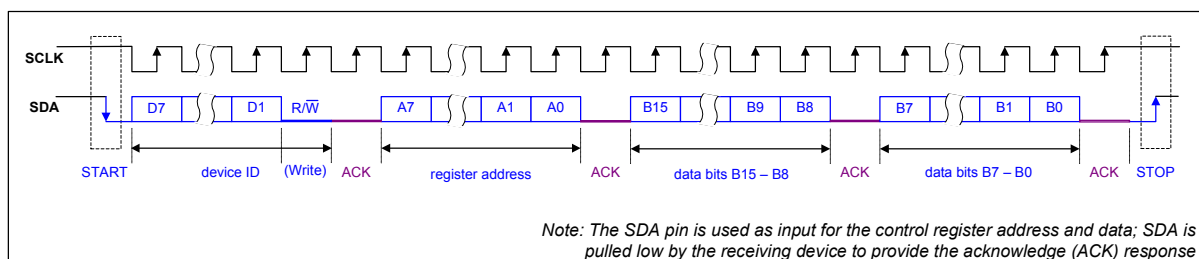 SCLK
SDA
D7 D1 R/W A7 A1 A0 B15 B9 B8 B7 B1 B0
START device ID (Write) ACK register address ACK data bits B15 – B8 ACK data bits B7 – B0 ACK STOP
Note: The SDA pin is used as input for the control register address and data; SDA is
pulled low by the receiving device to provide the acknowledge (ACK) response